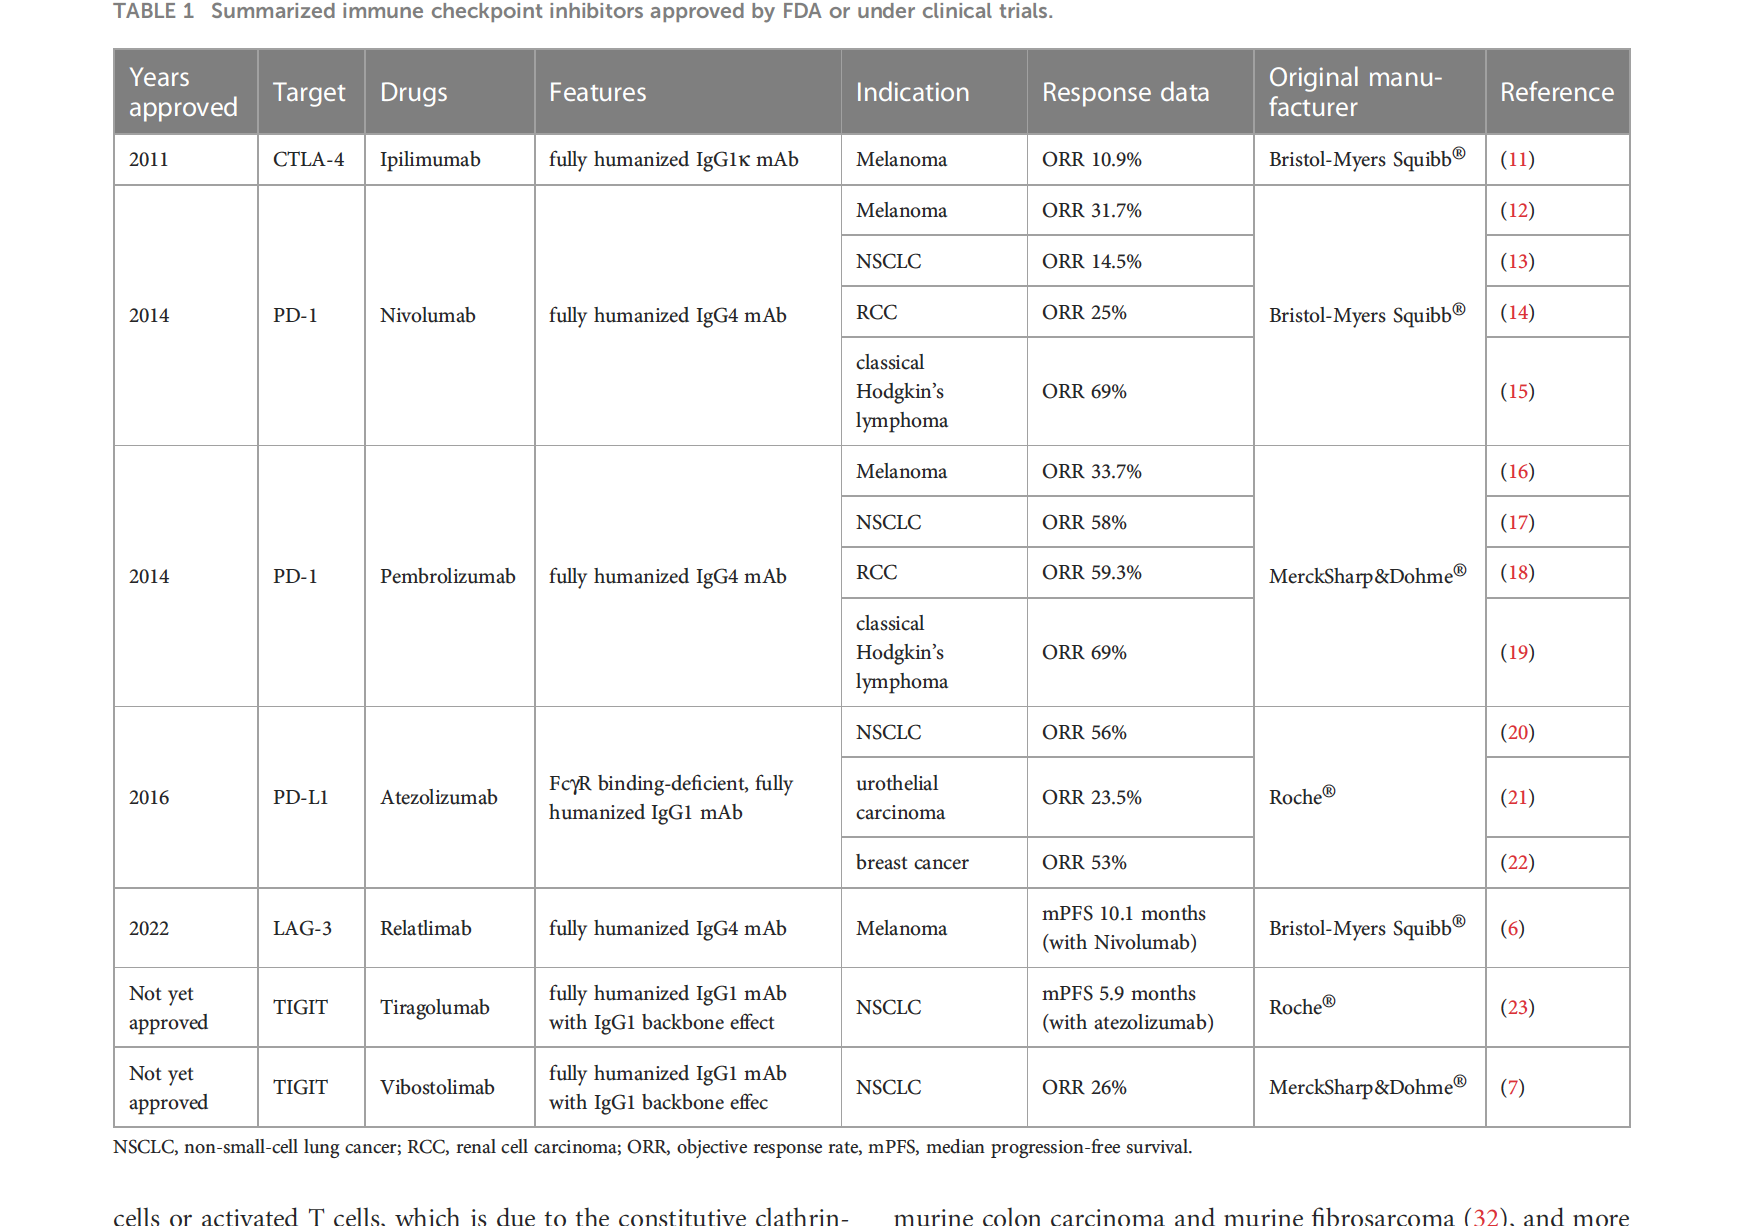 TABLE 1 Summarized immune checkpoint inhibitors approved by FDA or under clinical trials.
Years approved Target Drugs Features Indication Response data Original manu-facturer Reference
2011 CTLA-4 Ipilimumab fully humanized IgG1κ mAb Melanoma ORR 10.9% Bristol-Myers Squibb® (11)
2014 PD-1 Nivolumab fully humanized IgG4 mAb Melanoma ORR 31.7% Bristol-Myers Squibb® (12)
NSCLC ORR 14.5% (13)
RCC ORR 25% (14)
classical Hodgkin's lymphoma ORR 69% (15)
2014 PD-1 Pembrolizumab fully humanized IgG4 mAb Melanoma ORR 33.7% MerckSharp&Dohme® (16)
NSCLC ORR 58% (17)
RCC ORR 59.3% (18)
classical Hodgkin's lymphoma ORR 69% (19)
2016 PD-L1 Atezolizumab FcγR binding-deficient, fully humanized IgG1 mAb NSCLC ORR 56% Roche® (20)
urothelial carcinoma ORR 23.5% (21)
breast cancer ORR 53% (22)
2022 LAG-3 Relatlimab fully humanized IgG4 mAb Melanoma mPFS 10.1 months (with Nivolumab) Bristol-Myers Squibb® (6)
Not yet approved TIGIT Tiragolumab fully humanized IgG1 mAb with IgG1 backbone effect NSCLC mPFS 5.9 months (with atezolizumab) Roche® (23)
Not yet approved TIGIT Vibostolimab fully humanized IgG1 mAb with IgG1 backbone effec NSCLC ORR 26% MerckSharp&Dohme® (7)
NSCLC, non-small-cell lung cancer; RCC, renal cell carcinoma; ORR, objective response rate, mPFS, median progression-free survival.
cells or activated T cells, which is due to the constitutive clathrin-
murine colon carcinoma and murine fibrosarcoma (32), and more